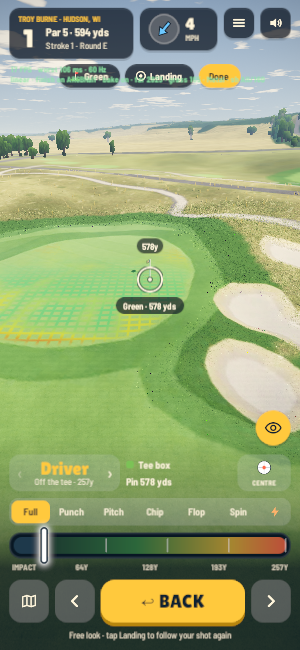 TROY BURNE - HUDSON, WI
1
Par 5 · 594 yds
Stroke 1 · Round E
4
MPH
Green
Landing
Done
578y
Green · 578 yds
Driver
Off the tee · 257y
Tee box
Pin 578 yds
CENTRE
Full
Punch
Pitch
Chip
Flop
Spin
IMPACT
64Y
128Y
193Y
257Y
BACK
Free look - tap Landing to follow your shot again